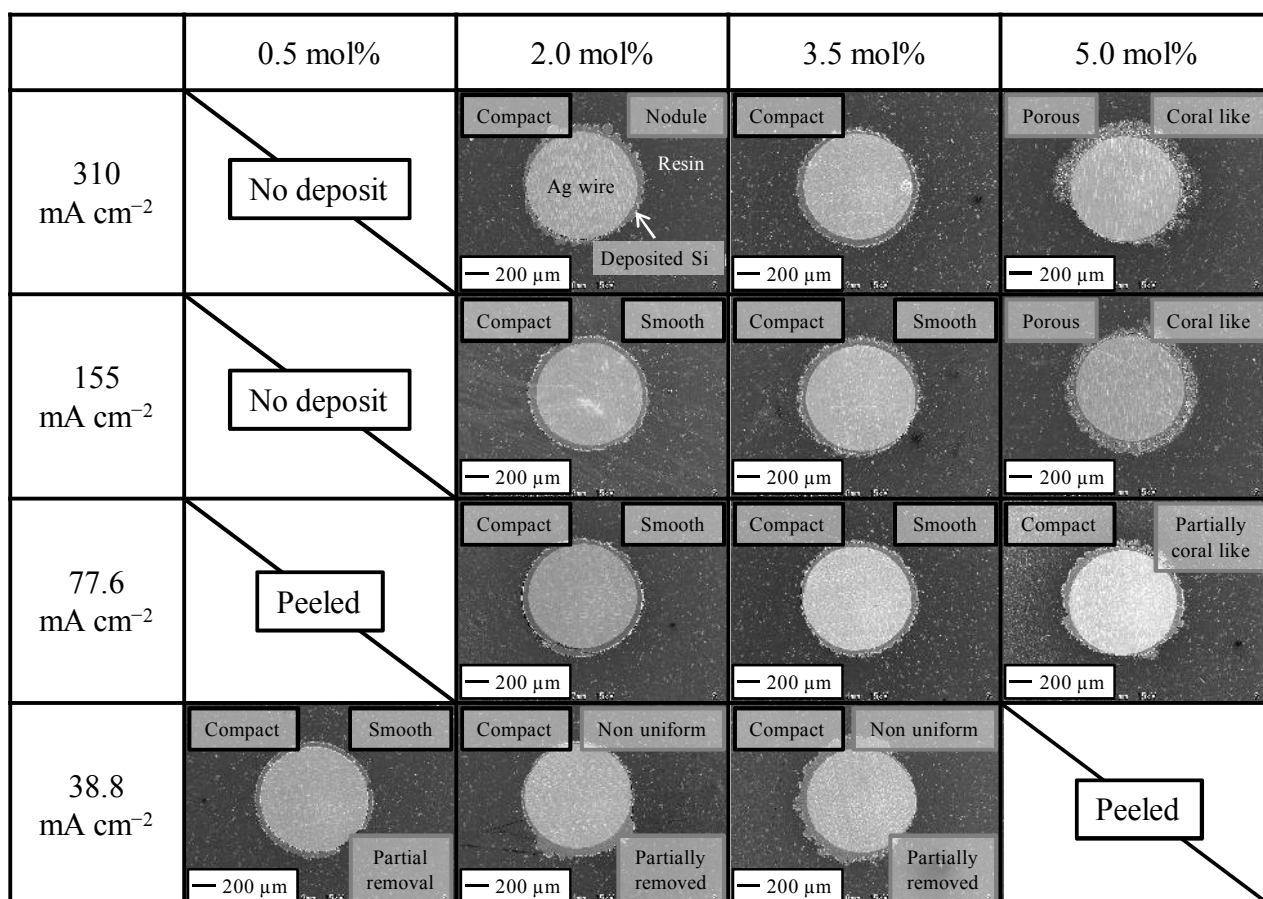 0.5 mol%
2.0 mol%
3.5 mol%
5.0 mol%
310
mA cm−2
No deposit
Compact
Nodule
Resin
Ag wire
Deposited Si
200 µm
Compact
200 µm
Porous
Coral like
200 µm
155
mA cm−2
No deposit
Compact
Smooth
200 µm
Compact
Smooth
200 µm
Porous
Coral like
200 µm
77.6
mA cm−2
Peeled
Compact
Smooth
200 µm
Compact
Smooth
200 µm
Compact
Partially
coral like
200 µm
38.8
mA cm−2
Compact
Smooth
Partial
removal
200 µm
Compact
Non uniform
Partially
removed
200 µm
Compact
Non uniform
Partially
removed
200 µm
Peeled